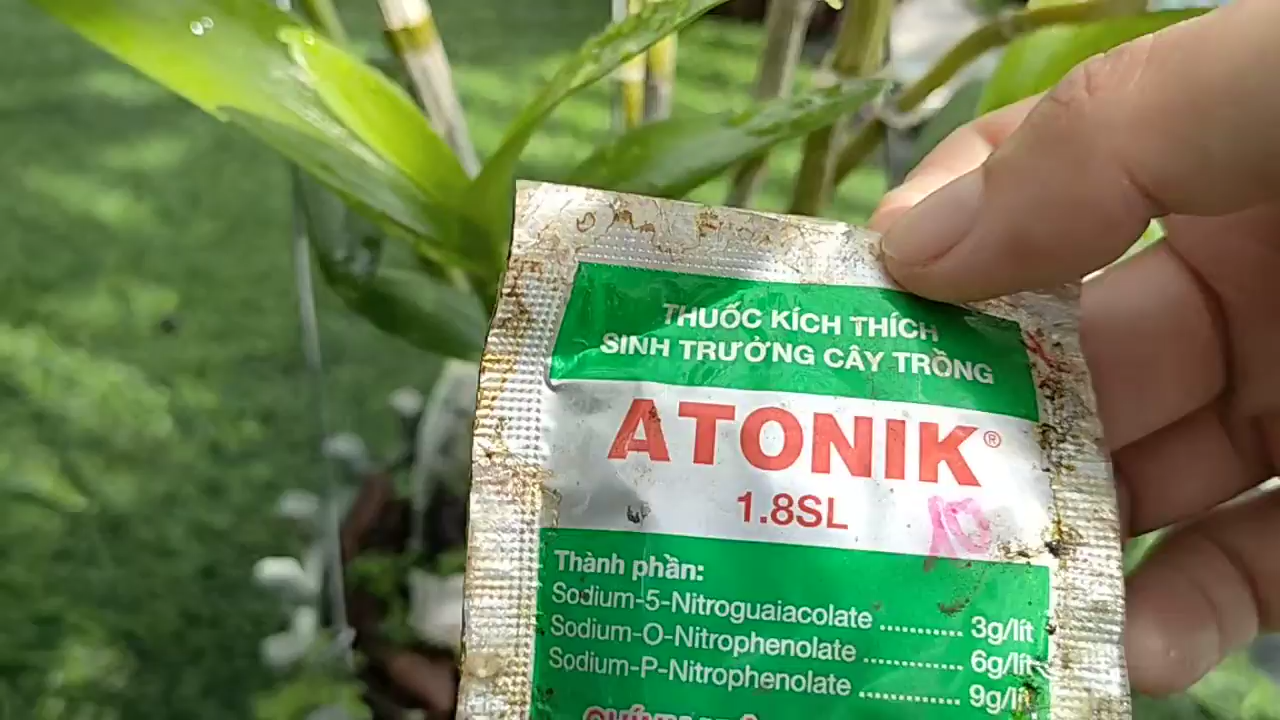 THUỐC KÍCH THÍCH
SINH TRƯỞNG CÂY TRỒNG
ATONIK®
1.8SL
Thành phần:
Sodium-5-Nitroguaiacolate ........... 3g/lít
Sodium-O-Nitrophenolate ............. 6g/lít
Sodium-P-Nitrophenolate ............. 9g/lít